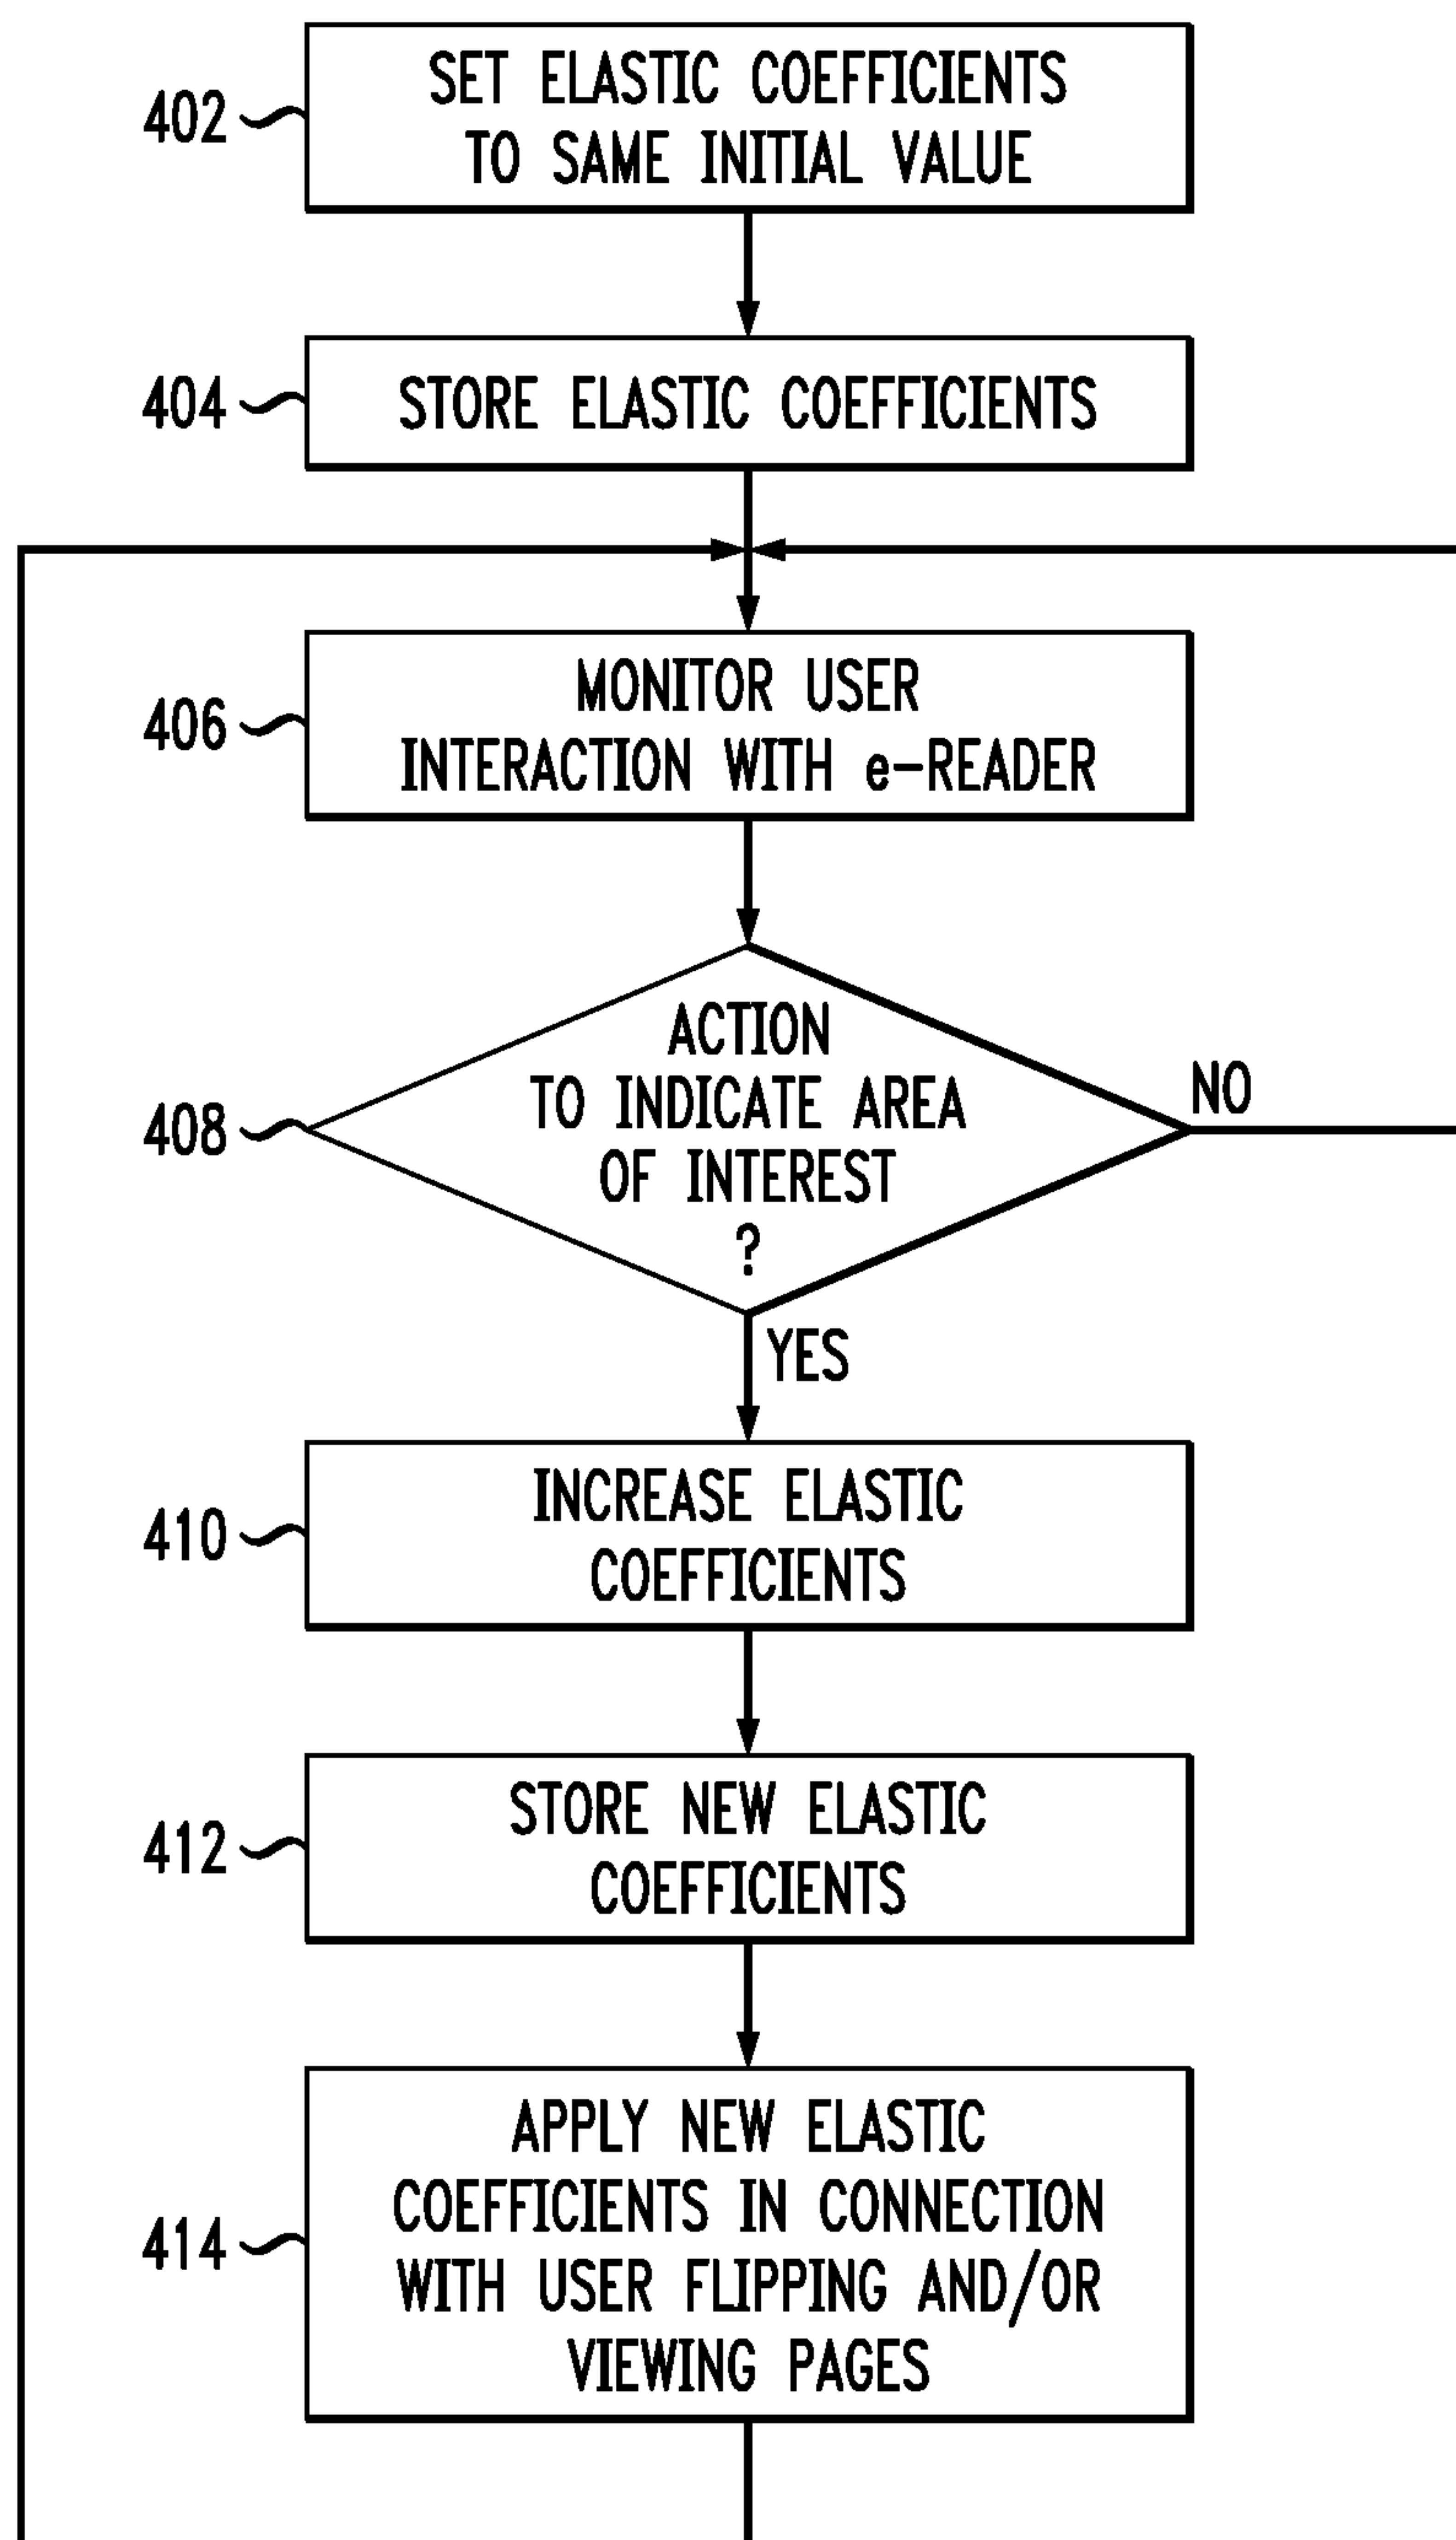 402
SET ELASTIC COEFFICIENTS
TO SAME INITIAL VALUE
404
STORE ELASTIC COEFFICIENTS
406
MONITOR USER
INTERACTION WITH e-READER
408
ACTION
TO INDICATE AREA
OF INTEREST
?
NO
YES
410
INCREASE ELASTIC
COEFFICIENTS
412
STORE NEW ELASTIC
COEFFICIENTS
414
APPLY NEW ELASTIC
COEFFICIENTS IN CONNECTION
WITH USER FLIPPING AND/OR
VIEWING PAGES